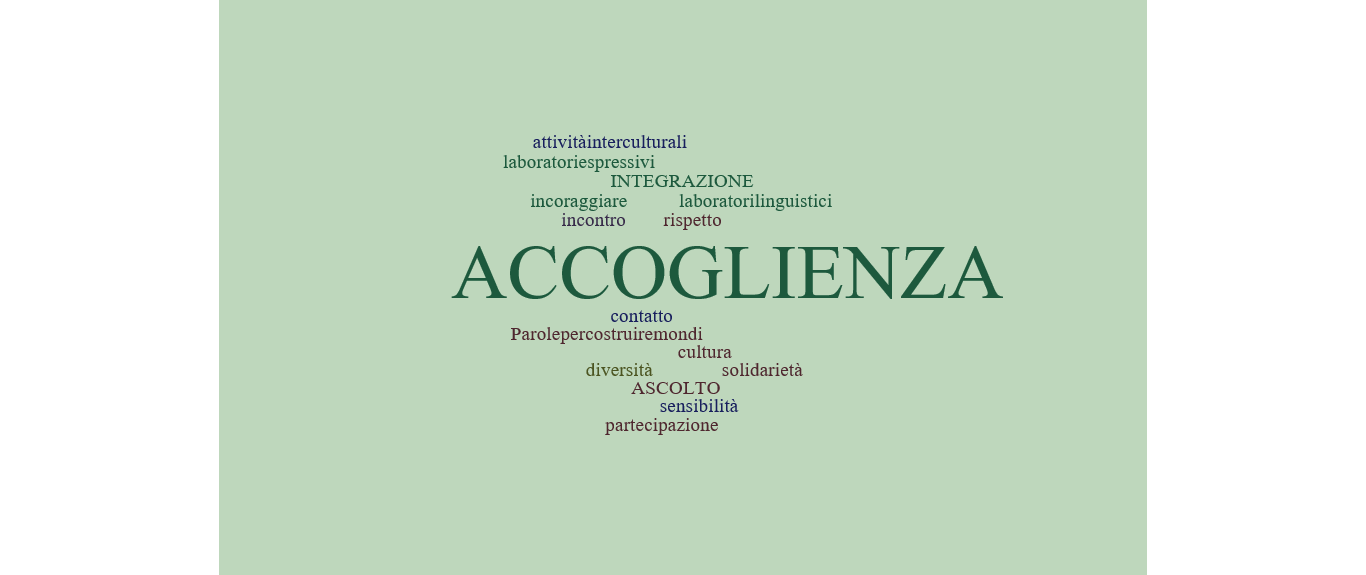 attivitàinterculturali
laboratoriespressivi
INTEGRAZIONE
incoraggiare laboratorilinguistici
incontro rispetto
ACCOGLIENZA
contatto
Parolepercostruiremondi
cultura
diversità solidarietà
ASCOLTO
sensibilità
partecipazione